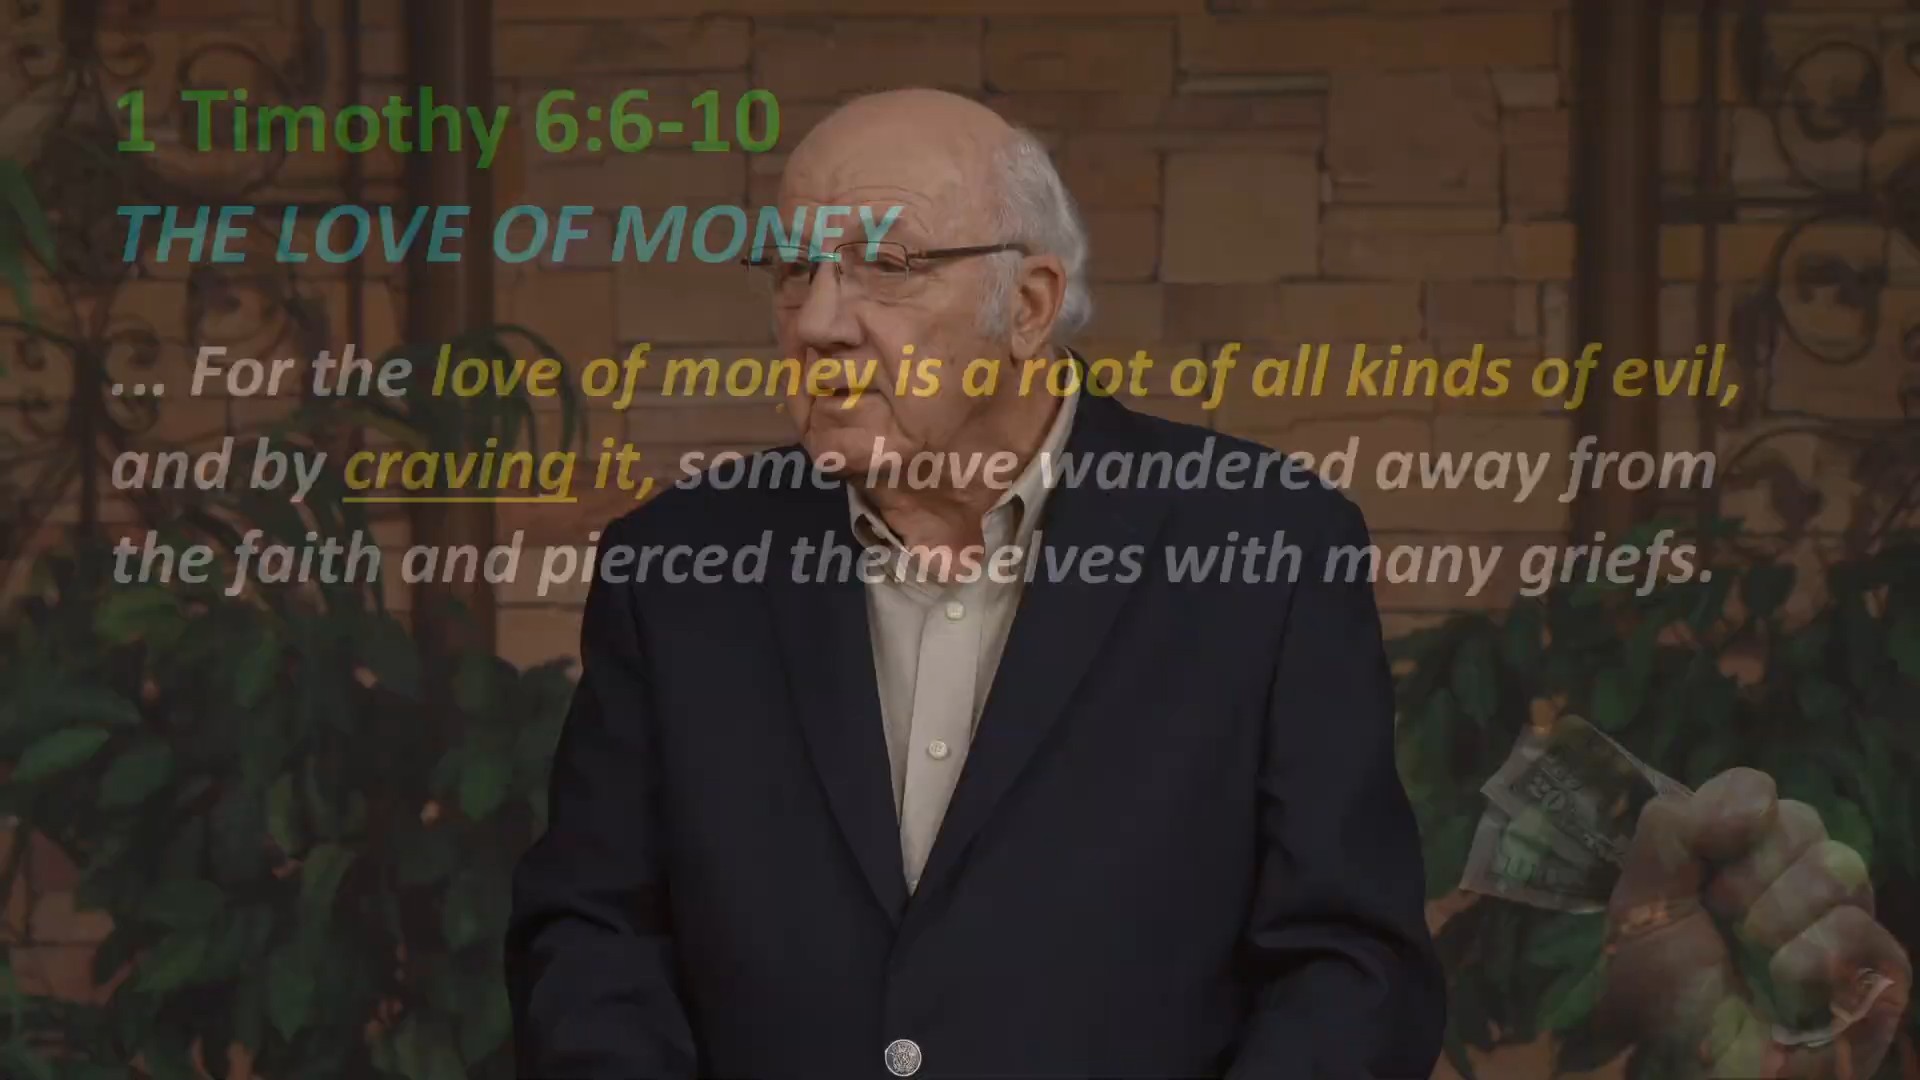 1 Timothy 6:6-10
THE LOVE OF MONEY
... For the love of money is a root of all kinds of evil,
and by craving it, some have wandered away from
the faith and pierced themselves with many griefs.